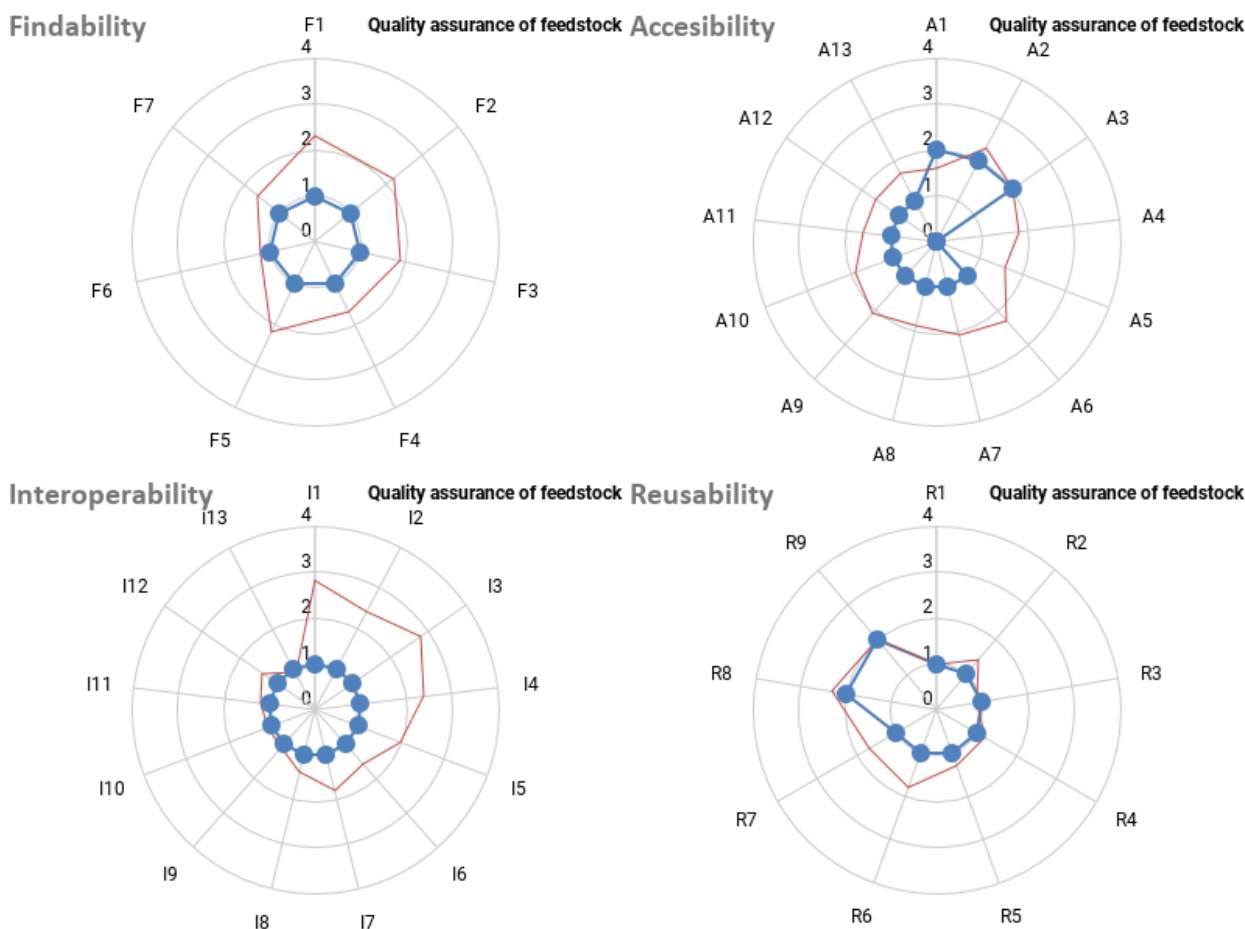 Findability
Quality assurance of feedstock
F1
4
3
2
1
0
F2
F3
F4
F5
F6
F7
Accesibility
Quality assurance of feedstock
A1
4
3
2
1
0
A2
A3
A4
A5
A6
A7
A8
A9
A10
A11
A12
A13
Interoperability
Quality assurance of feedstock
I1
4
3
2
1
0
I2
I3
I4
I5
I6
I7
I8
I9
I10
I11
I12
I13
Reusability
Quality assurance of feedstock
R1
4
3
2
1
0
R2
R3
R4
R5
R6
R7
R8
R9